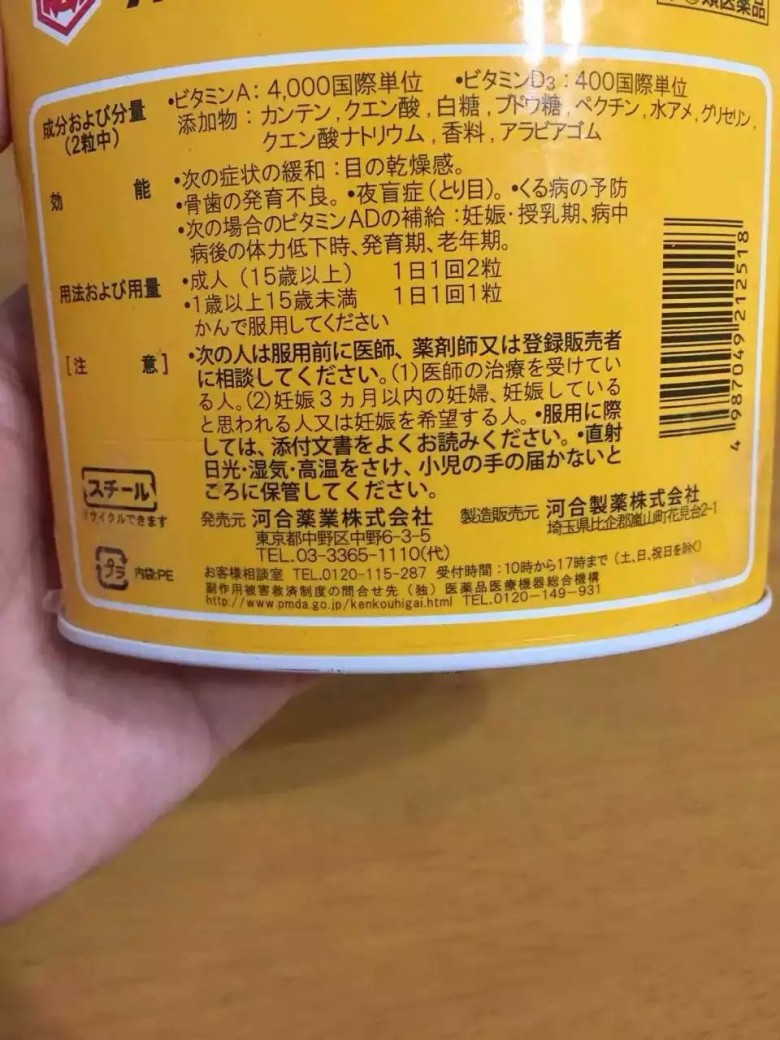 類医薬品
成分および分量
(2粒中)
•ビタミンA: 4,000国際単位 •ビタミンD3:400国際単位
添加物:カンテン,クエン酸,白糖,ブドウ糖,ペクチン,水アメ,グリセリン,
クエン酸ナトリウム,香料,アラビアゴム
効能
•次の症状の緩和:目の乾燥感。
•骨歯の発育不良。•夜盲症(とり目)。•くる病の予防
•次の場合のビタミンADの補給:妊娠・授乳期、病中
病後の体力低下時、発育期、老年期。
用法および用量
•成人(15歳以上) 1日1回2粒
•1歳以上15歳未満 1日1回1粒
かんで服用してください
[注意]
•次の人は服用前に医師、薬剤師又は登録販売者
に相談してください。(1)医師の治療を受けてい
る人。(2)妊娠3ヵ月以内の妊婦、妊娠している
と思われる人又は妊娠を希望する人。•服用に際
しては、添付文書をよくお読みください。•直射
日光・湿気・高温をさけ、小児の手の届かないと
ころに保管してください。
スチール
リサイクルできます
プラ 内袋:PE
発売元 河合薬業株式会社
東京都中野区中野6-3-5
TEL.03-3365-1110(代)
製造販売元 河合製薬株式会社
埼玉県比企郡嵐山町花見台2-1
お客様相談室 TEL.0120-115-287 受付時間:10時から17時まで(土、日、祝日を除く)
副作用被害救済制度の問合せ先(独)医薬品医療機器総合機構
http://www.pmda.go.jp/kenkouhigai.html TEL.0120-149-931
4 987049 212518